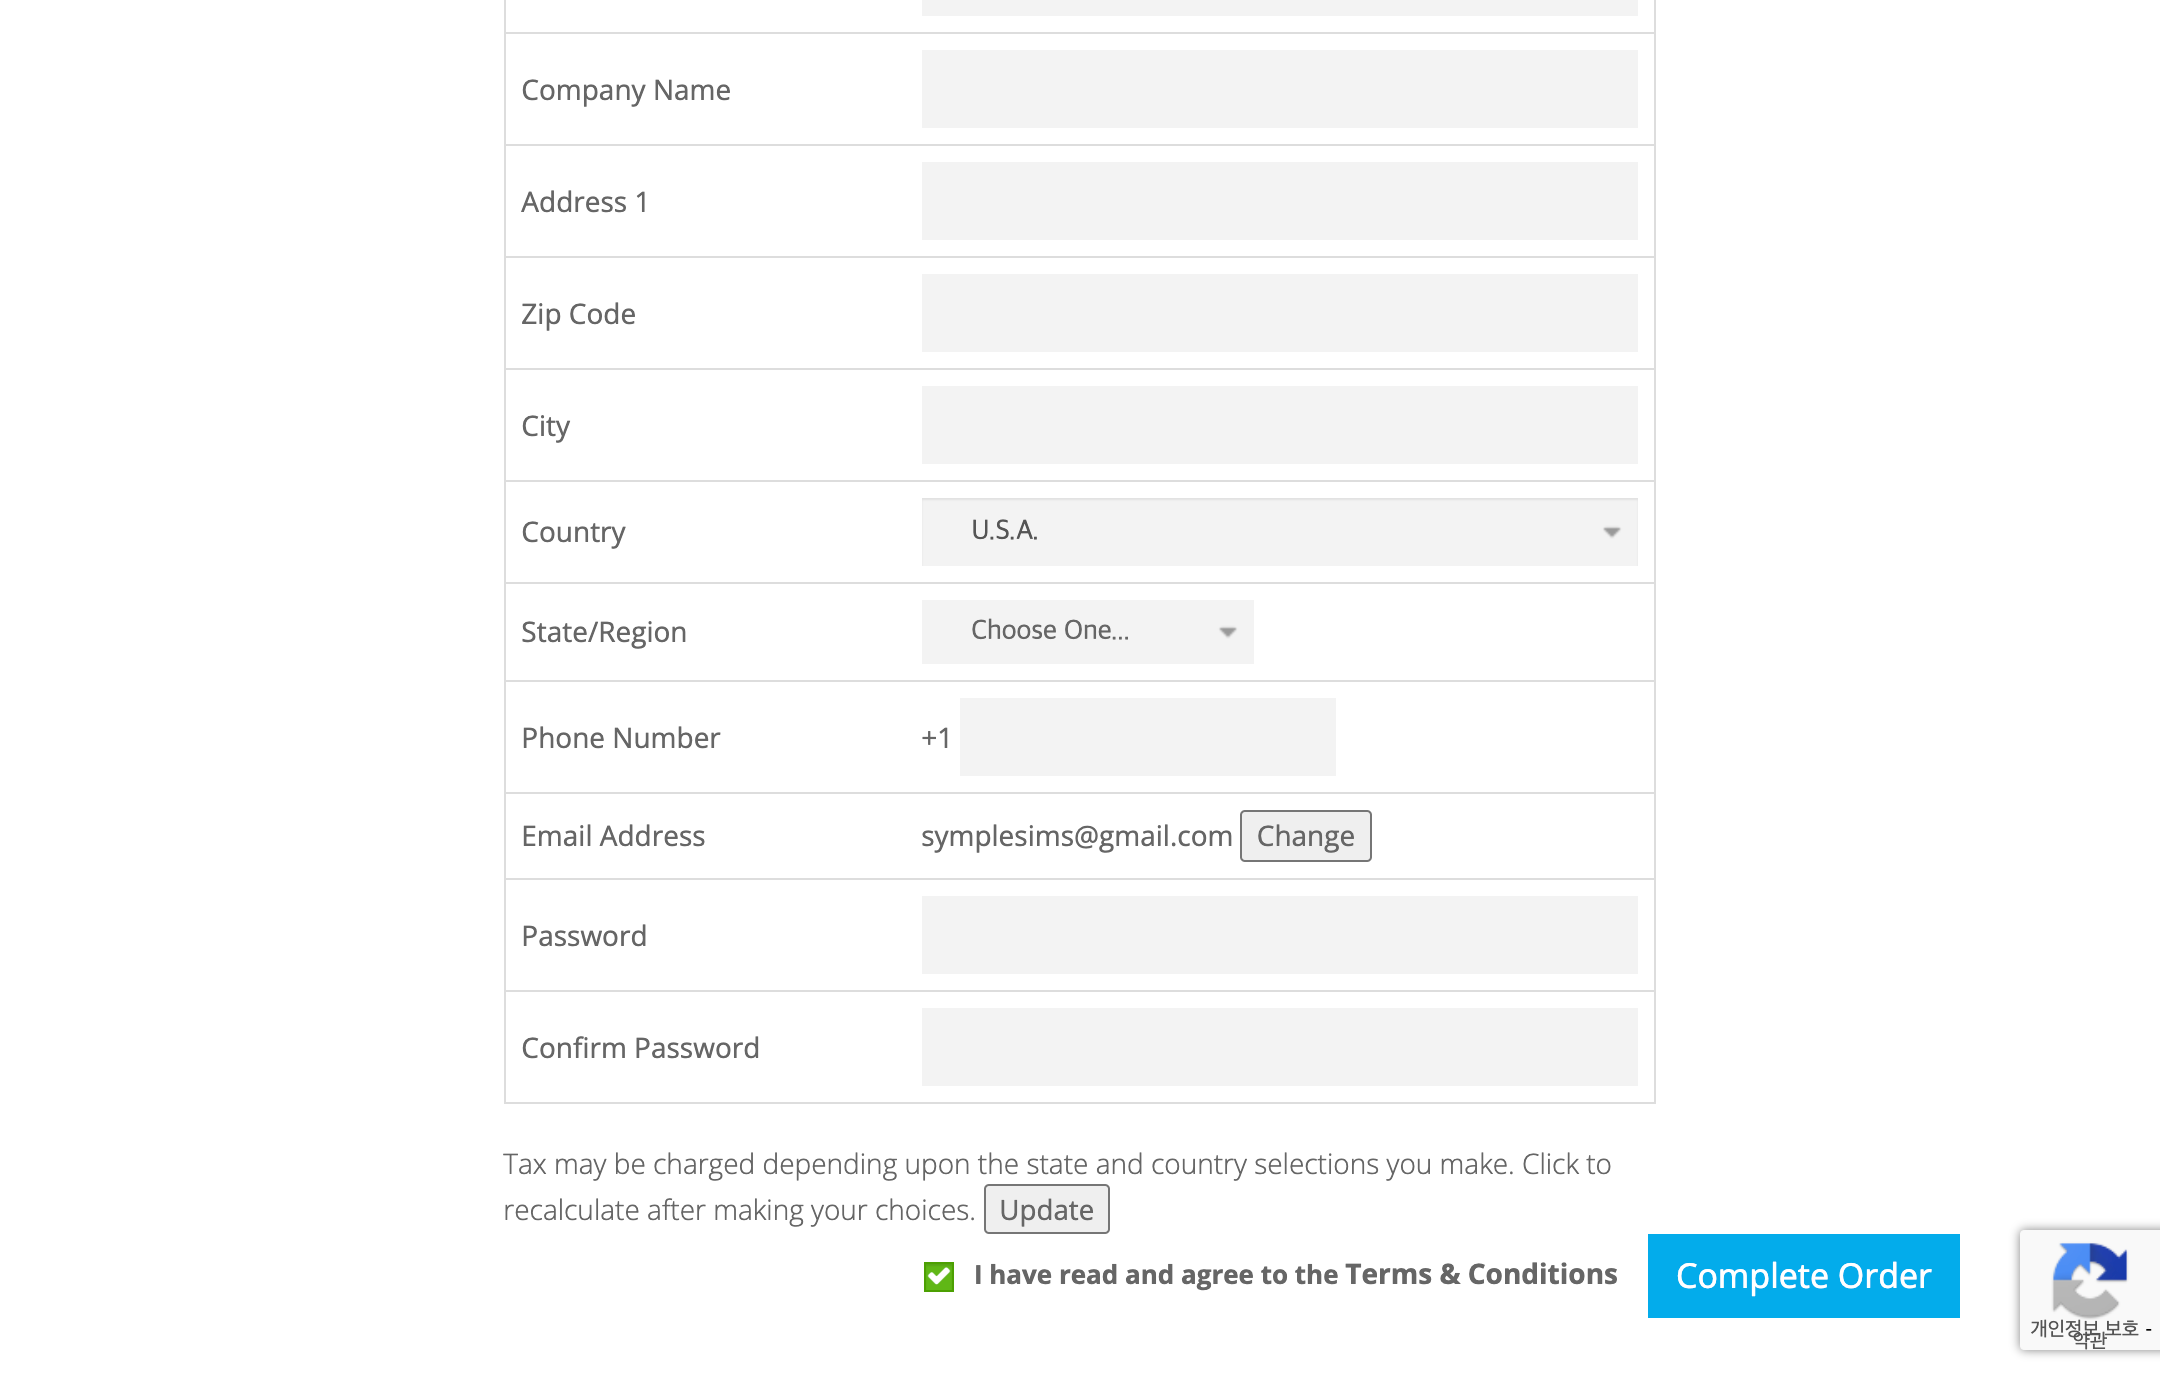 Company Name
Address 1
Zip Code
City
Country
U.S.A.
State/Region
Choose One...
Phone Number
+1
Email Address
symplesims@gmail.com Change
Password
Confirm Password
Tax may be charged depending upon the state and country selections you make. Click to
recalculate after making your choices. Update
I have read and agree to the Terms & Conditions
Complete Order
개인정보 보호 -
약관